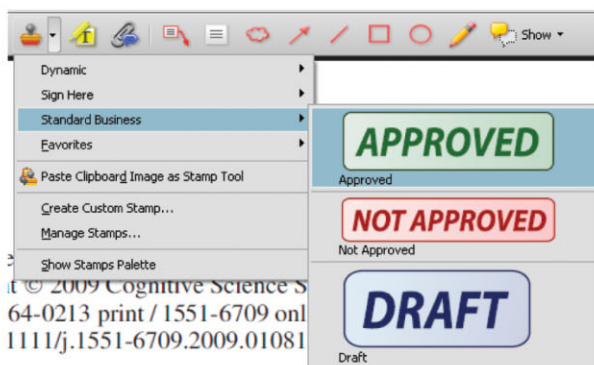 Show
Dynamic
Sign Here
Standard Business
Favorites
Paste Clipboard Image as Stamp Tool
Create Custom Stamp...
Manage Stamps...
Show Stamps Palette
APPROVED
Approved
NOT APPROVED
Not Approved
DRAFT
Draft
t © 2009 Cognitive Science S
64-0213 print / 1551-6709 onl
1111/j.1551-6709.2009.01081